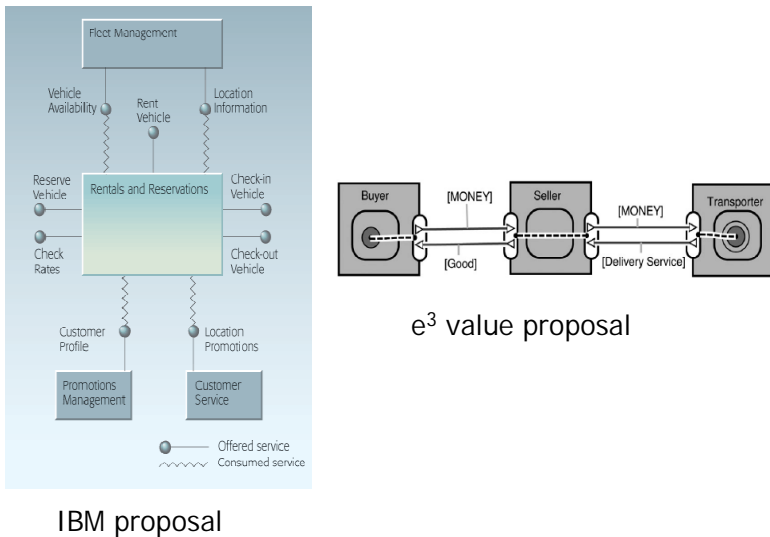 Fleet Management
Vehicle
Availability
Rent
Vehicle
Location
Information
Reserve
Vehicle
Rentals and Reservations
Check-in
Vehicle
Check
Rates
Check-out
Vehicle
Customer
Profile
Location
Promotions
Promotions
Management
Customer
Service
Offered service
Consumed service
IBM proposal
Buyer
[MONEY]
[Good]
Seller
[MONEY]
[Delivery Service]
Transporter
e³ value proposal